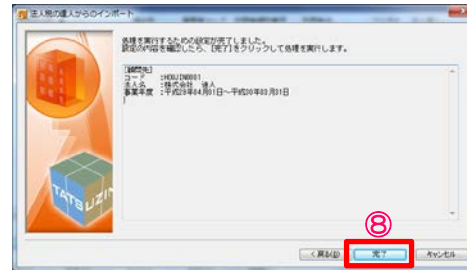 法人税の達人からのインポート
処理を実行するための設定が完了しました。
設定の内容を確認したら、[完了]をクリックして処理を実行します。
[顧問先]
コード :HOUJIN0001
法人名 :株式会社 達人
事業年度 :平成29年04月01日～平成30年03月31日
TATSUZIN
⑧
<戻る(B) 完了 キャンセル